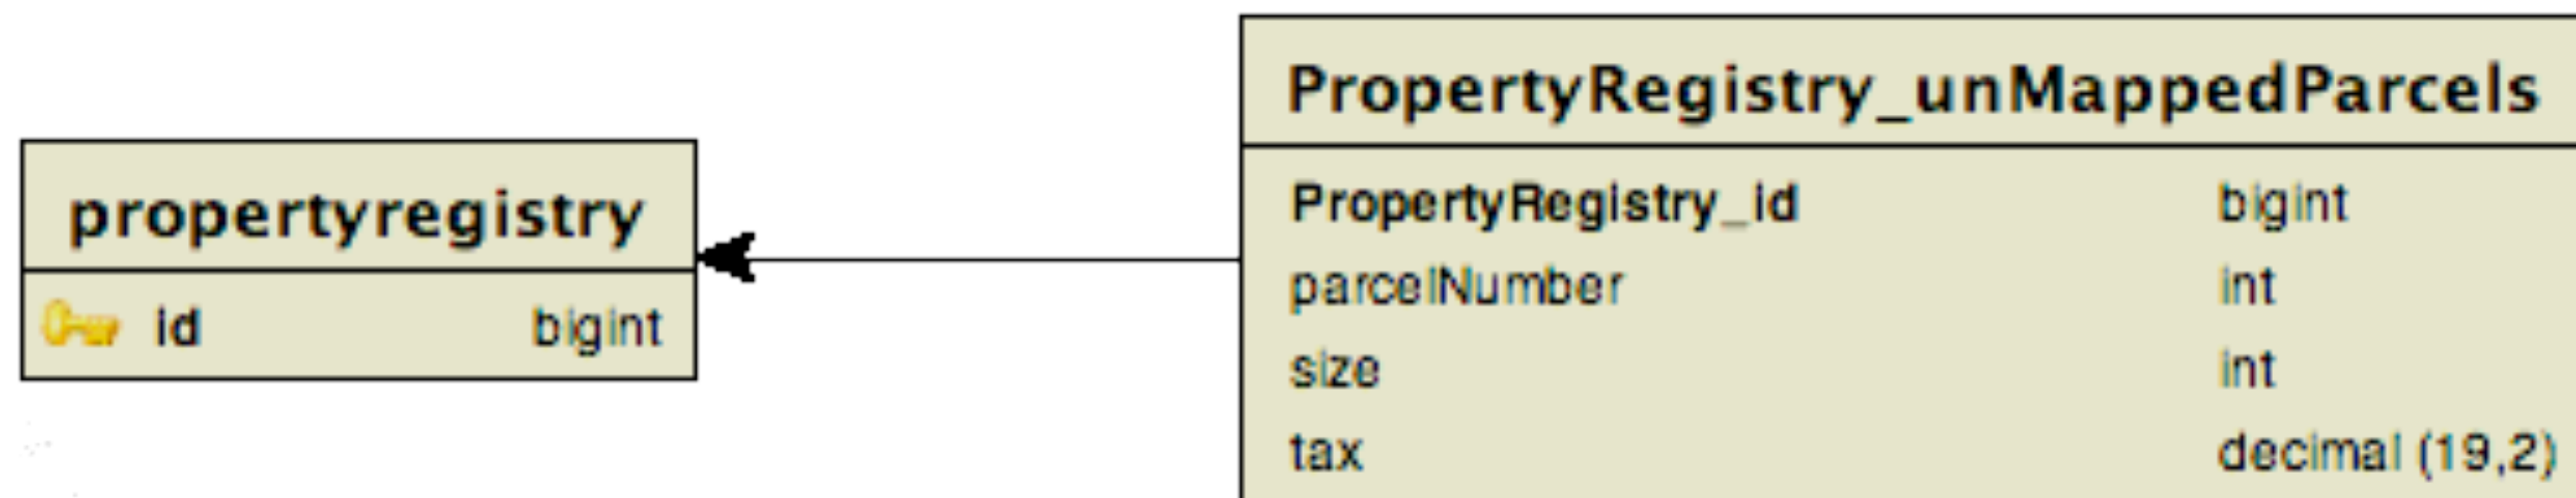 PropertyRegistry_unMappedParcels
propertyregistry
PropertyRegistry_id bigint
parcelNumber int
id bigint
size int
tax decimal (19,2)